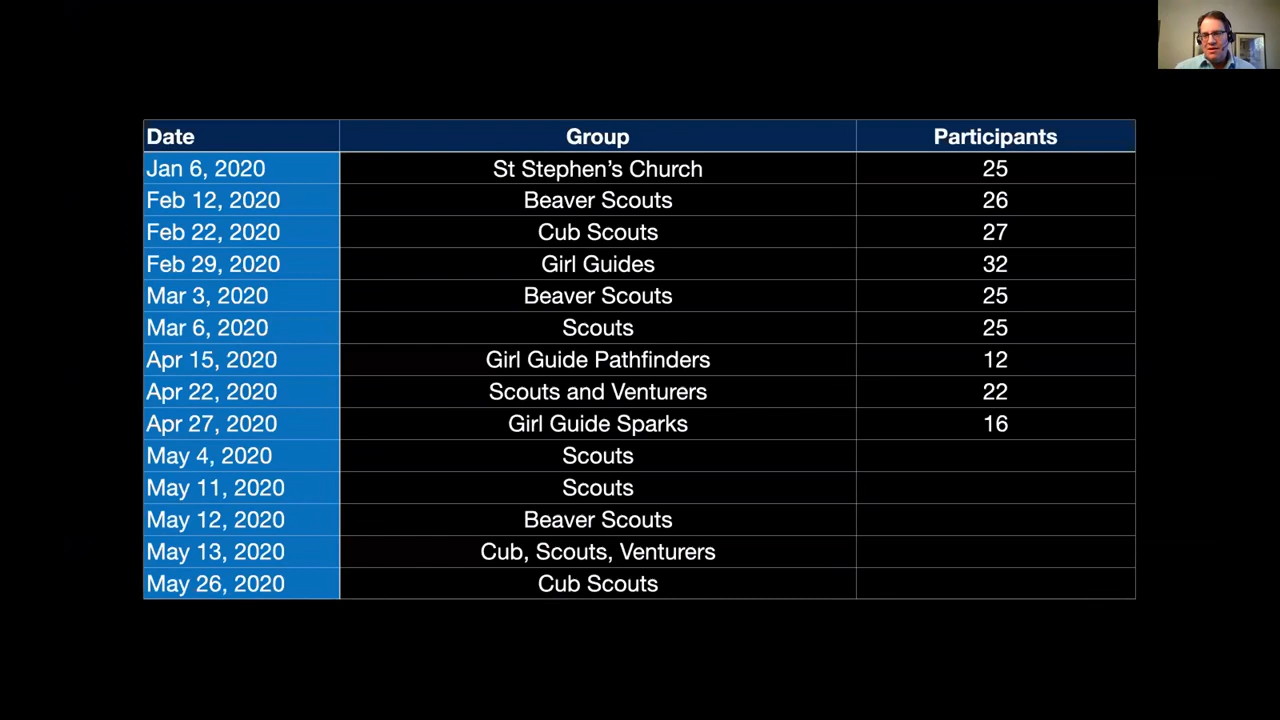 Date Group Participants
Jan 6, 2020 St Stephen’s Church 25
Feb 12, 2020 Beaver Scouts 26
Feb 22, 2020 Cub Scouts 27
Feb 29, 2020 Girl Guides 32
Mar 3, 2020 Beaver Scouts 25
Mar 6, 2020 Scouts 25
Apr 15, 2020 Girl Guide Pathfinders 12
Apr 22, 2020 Scouts and Venturers 22
Apr 27, 2020 Girl Guide Sparks 16
May 4, 2020 Scouts
May 11, 2020 Scouts
May 12, 2020 Beaver Scouts
May 13, 2020 Cub, Scouts, Venturers
May 26, 2020 Cub Scouts